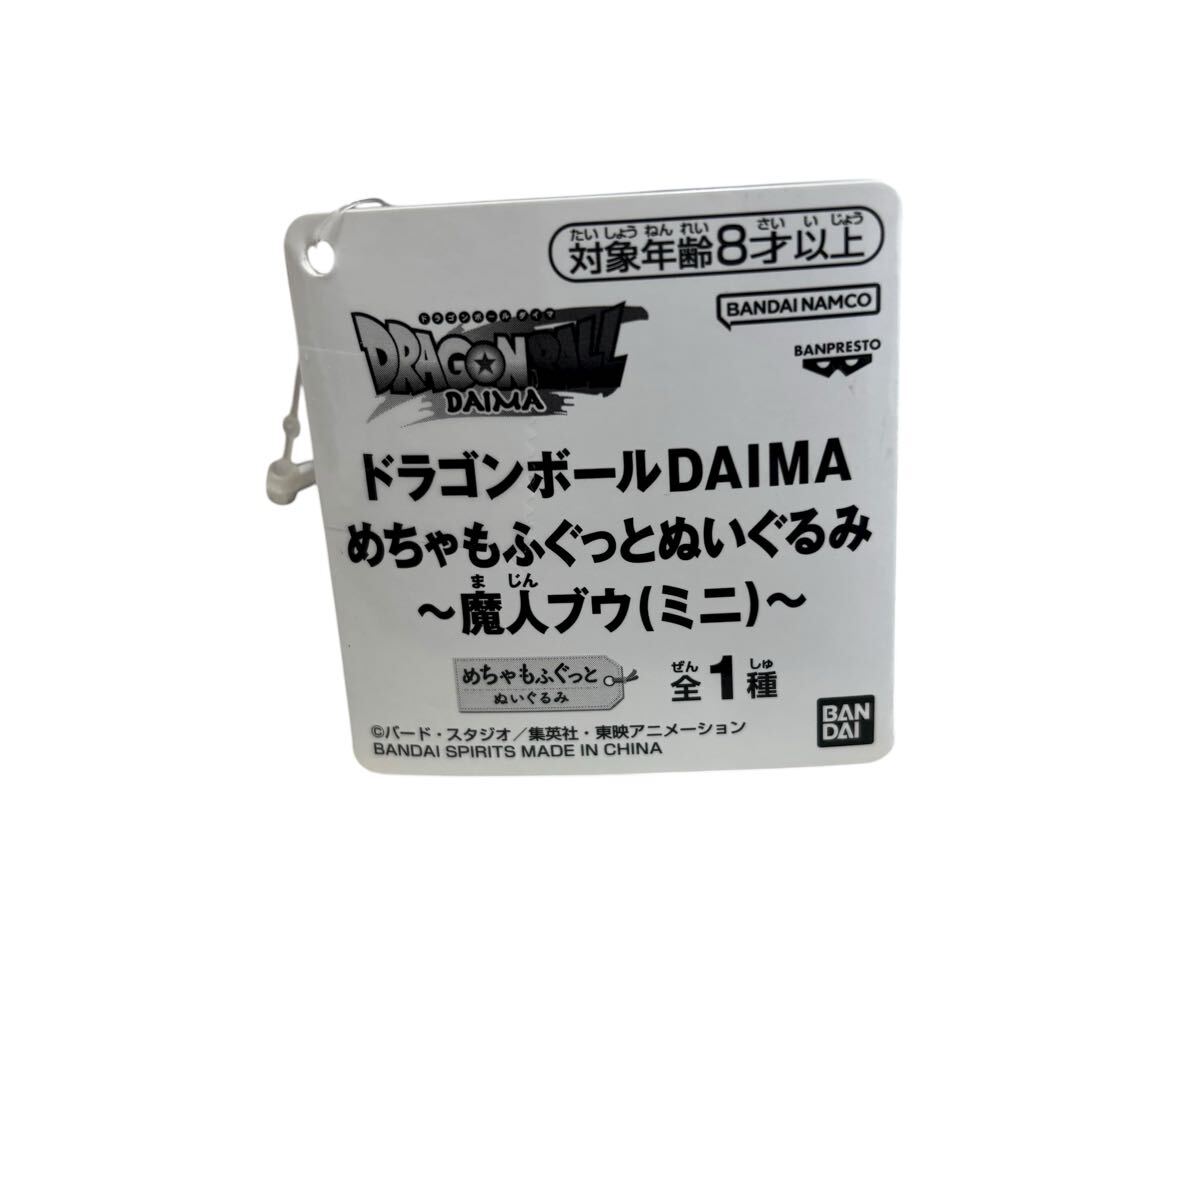 たいしょうねんれい さい いじょう
対象年齢8才以上
BANDAI NAMCO
BANPRESTO
ドラゴンボールダイマ
DRAGON BALL
DAIMA
ドラゴンボールDAIMA
めちゃもふぐっとぬいぐるみ
まじん
～魔人ブウ(ミニ)～
めちゃもふぐっと
ぬいぐるみ
ぜん しゅ
全1種
BAN
DAI
©バード・スタジオ／集英社・東映アニメーション
BANDAI SPIRITS MADE IN CHINA